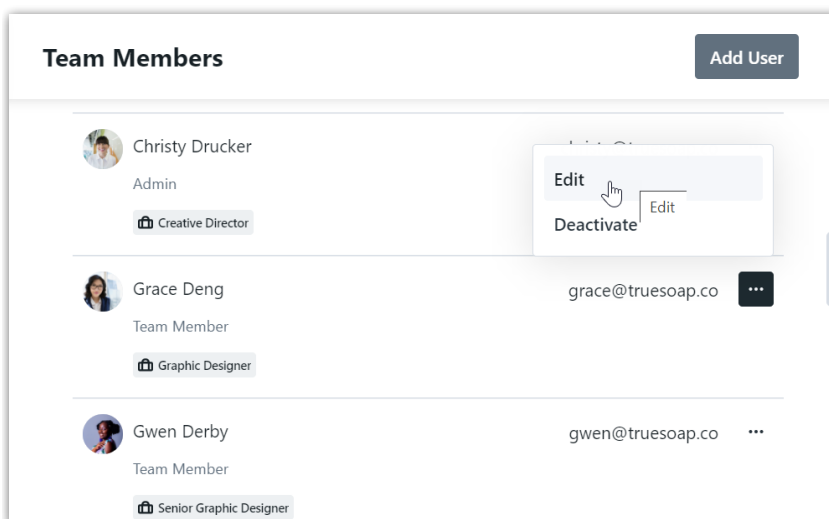 Team Members
Add User
Christy Drucker
Admin
Creative Director
Edit
Edit
Deactivate
Grace Deng
grace@truesoap.co
Team Member
Graphic Designer
Gwen Derby
gwen@truesoap.co
Team Member
Senior Graphic Designer